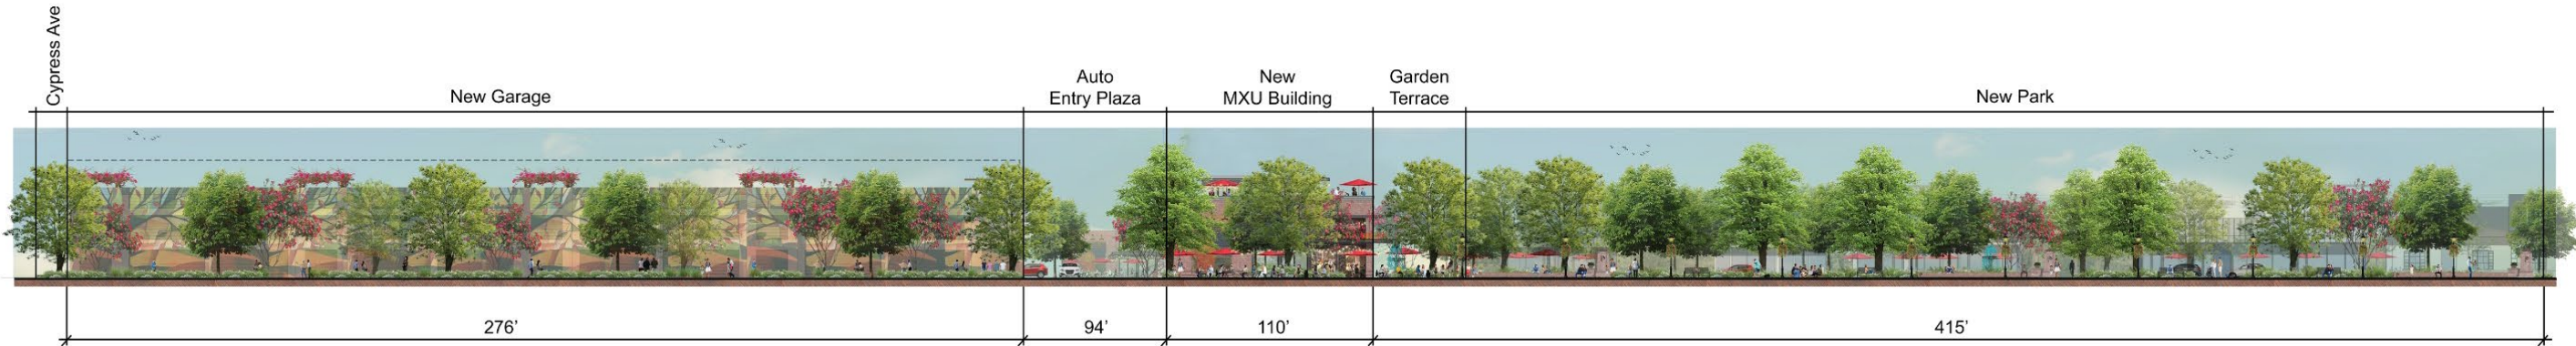 Cypress Ave
New Garage
Auto
Entry Plaza
New
MXU Building
Garden
Terrace
New Park
276’
94’
110’
415’